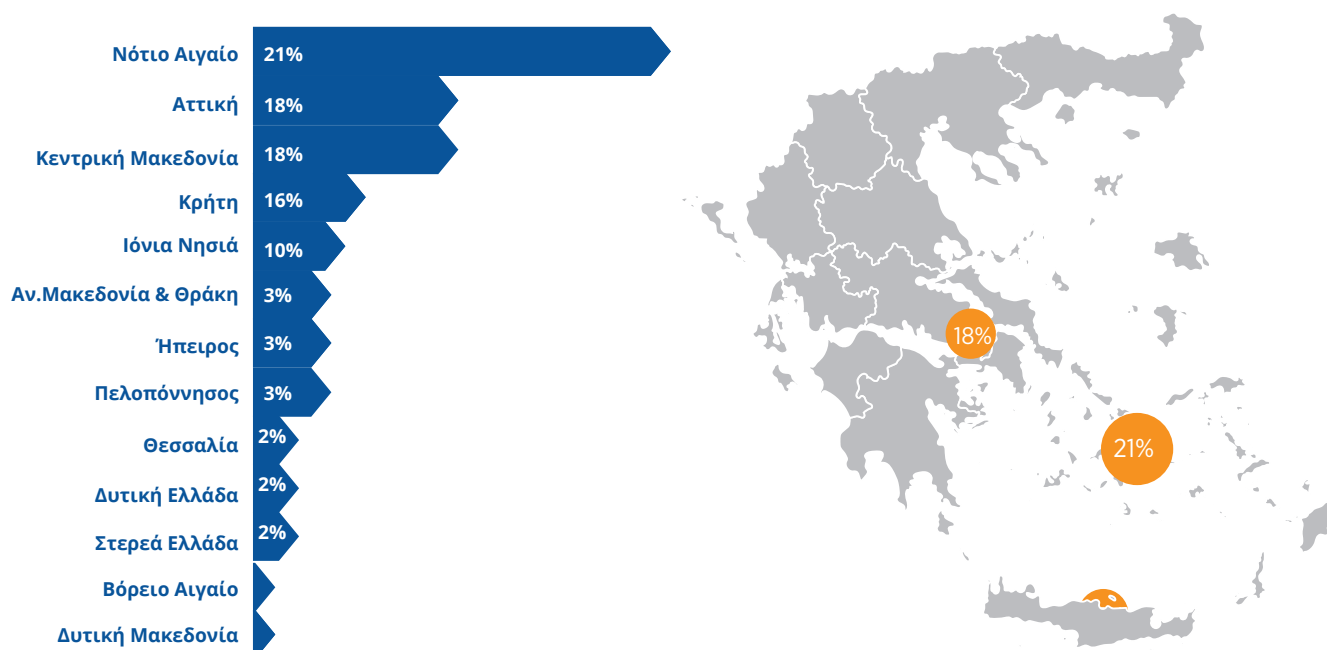 Νότιο Αιγαίο 21%
Αττική 18%
Κεντρική Μακεδονία 18%
Κρήτη 16%
Ιόνια Νησιά 10%
Αν.Μακεδονία & Θράκη 3%
Ήπειρος 3%
Πελοπόννησος 3%
Θεσσαλία 2%
Δυτική Ελλάδα 2%
Στερεά Ελλάδα 2%
Βόρειο Αιγαίο
Δυτική Μακεδονία
18%
21%